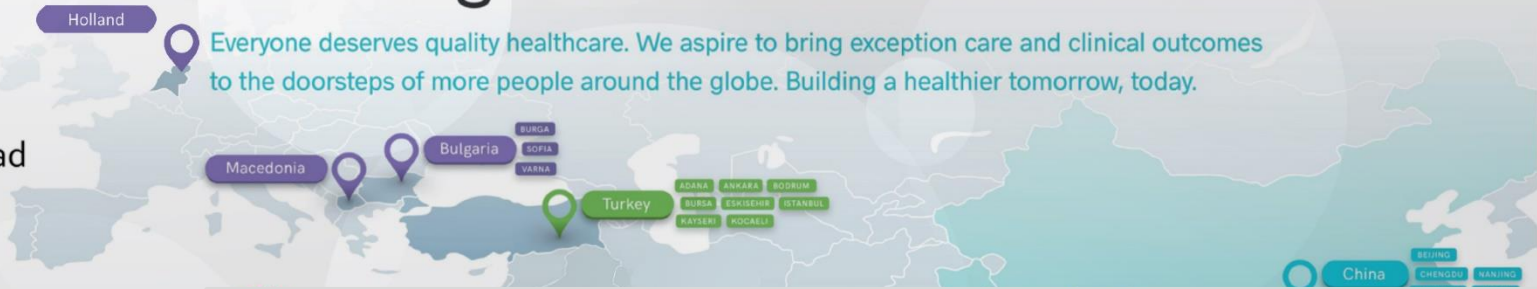 Holland
Everyone deserves quality healthcare. We aspire to bring exception care and clinical outcomes
to the doorsteps of more people around the globe. Building a healthier tomorrow, today.
ad
Macedonia
Bulgaria
BURGA
SOFIA
VARNA
Turkey
ADANA ANKARA BODRUM
BURSA ESKISEHIR ISTANBUL
KAYSERI KOCAELI
China
BEIJING
CHENGDU NANJING